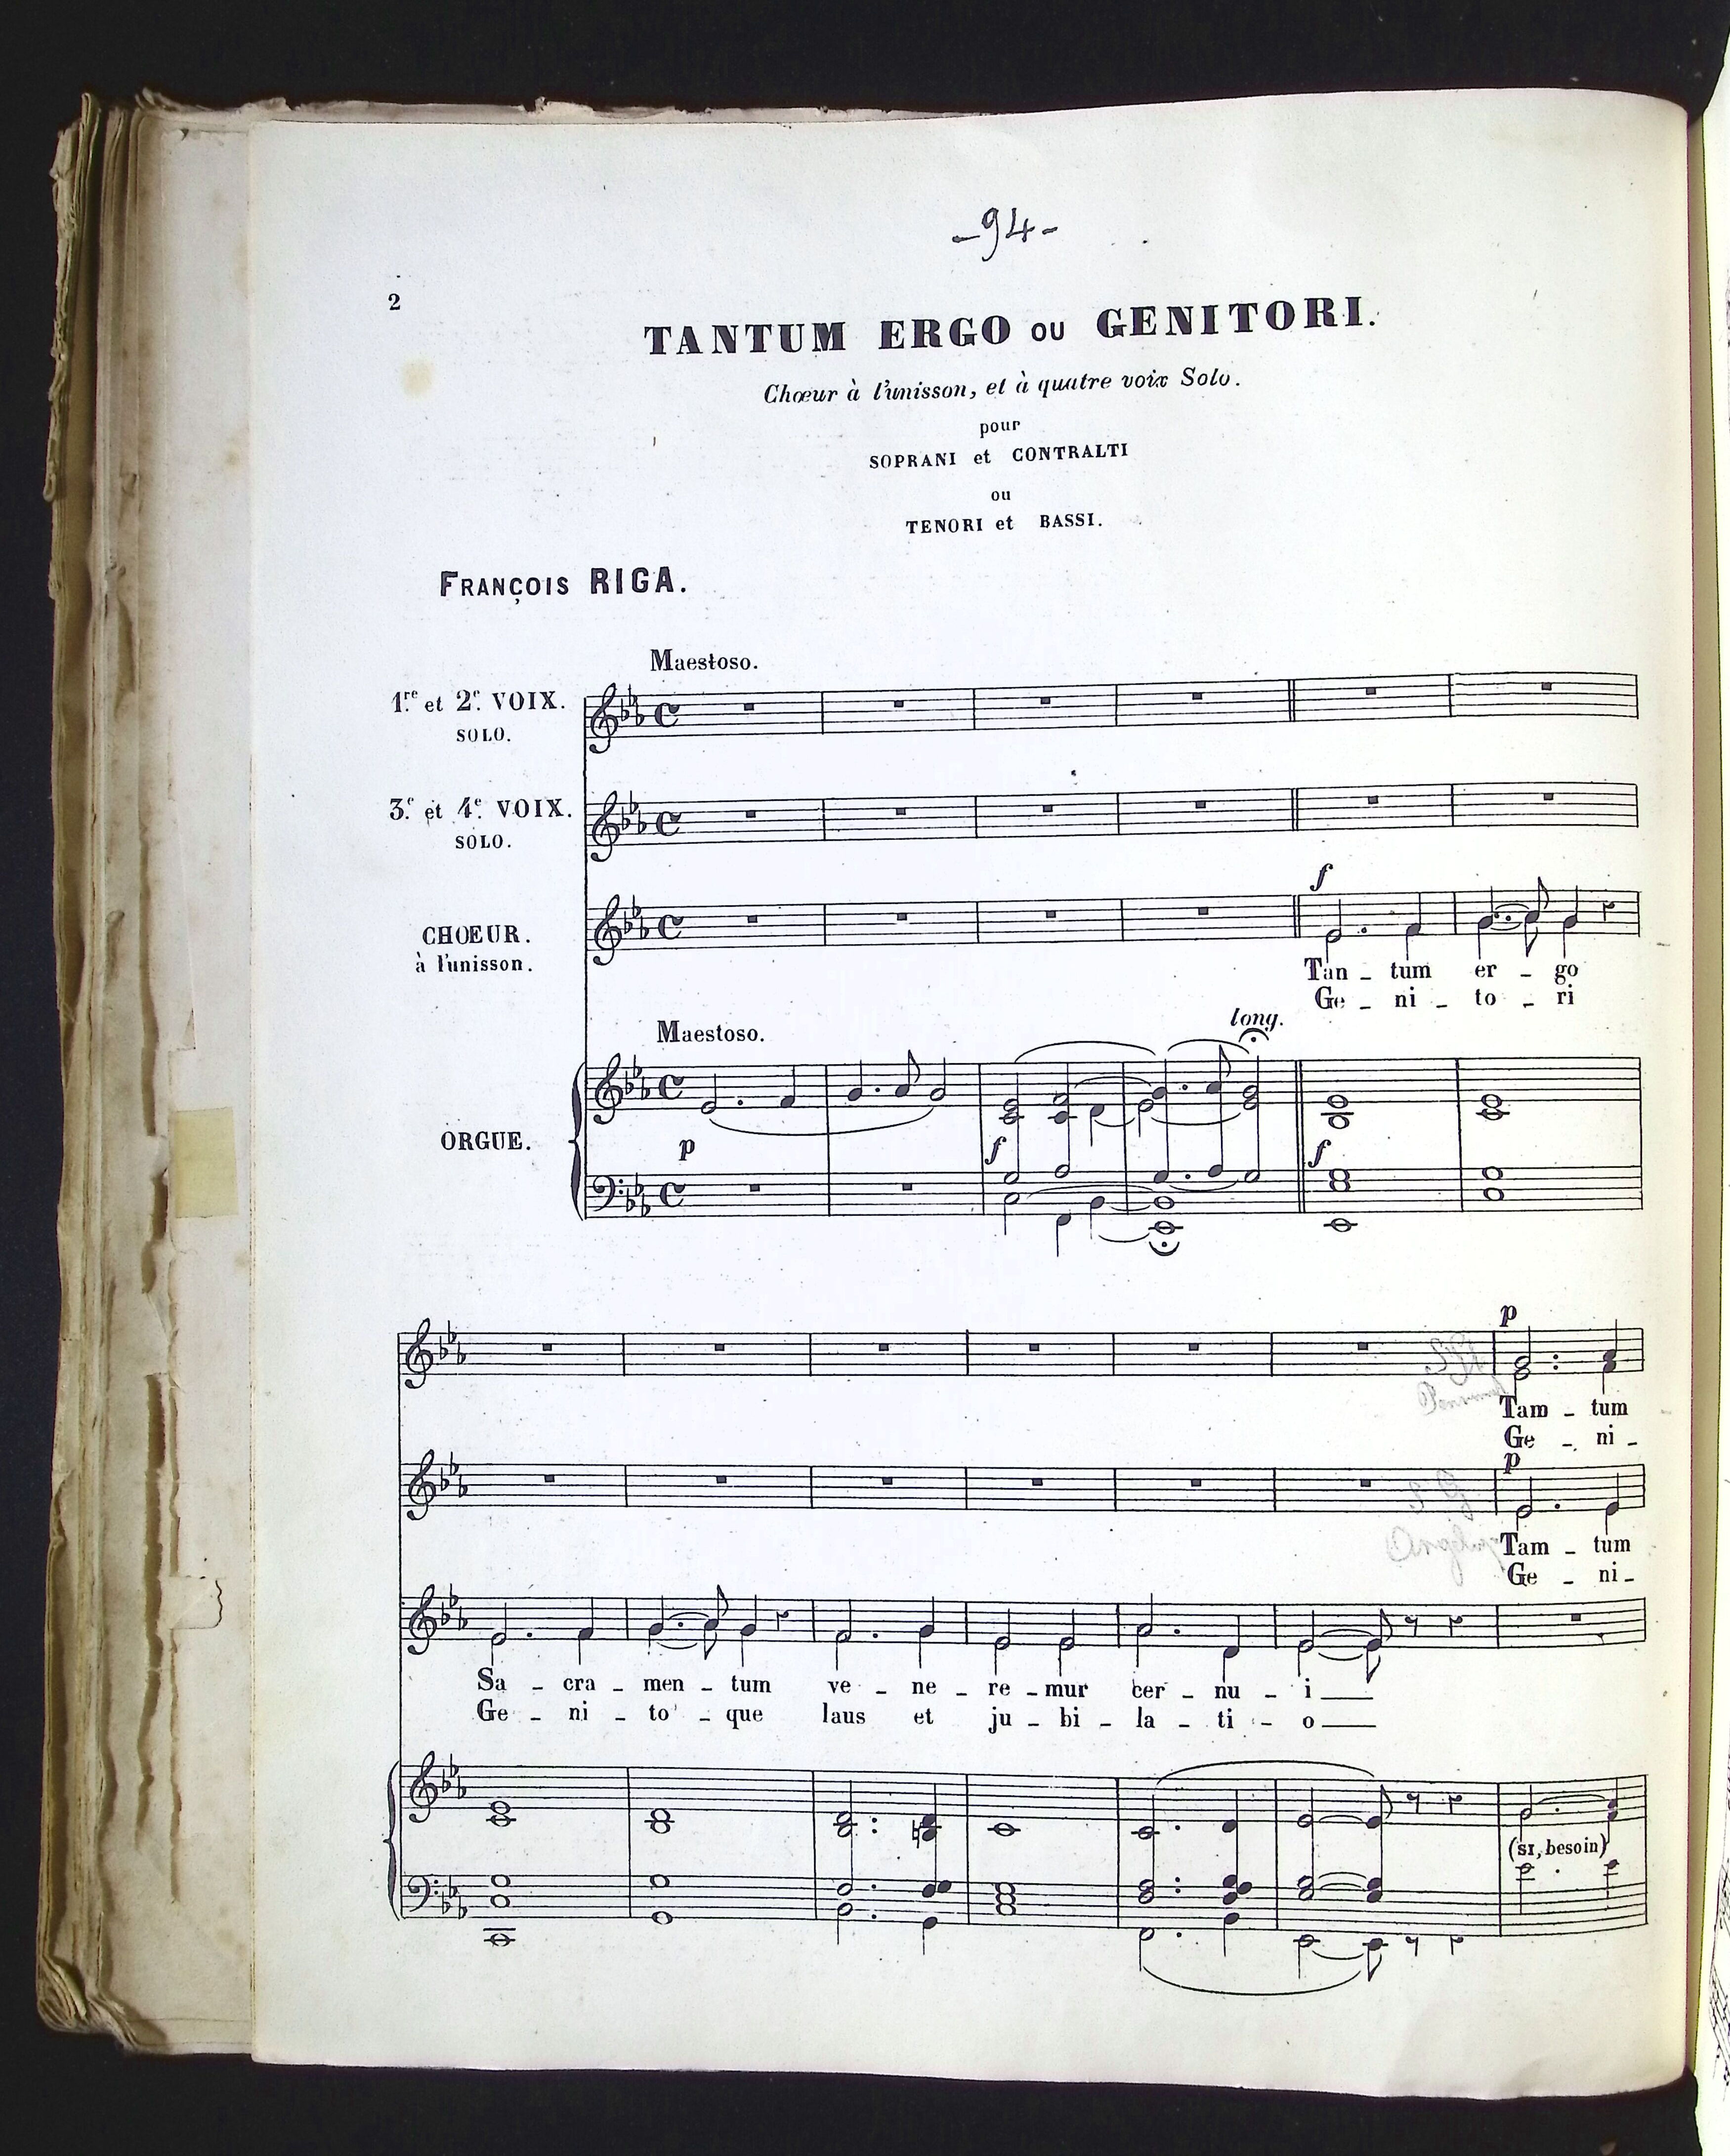 -94-
2
TANTUM ERGO OU GENITORI.
Chœur à l'unisson, et à quatre voix Solo.
pour
SOPRANI et CONTRALTI
ou
TENORI et BASSI.
FRANÇOIS RIGA.
Maestoso.
1.re et 2e. VOIX.
SOLO.
3.e et 4e. VOIX.
SOLO.
f
CHOEUR.
à l'unisson.
Tan _ tum er _ go
Ge _ ni _ to _ ri
long.
Maestoso.
ORGUE.
p f f
p
Tam _ tum
Ge _ ni _
p
Tam _ tum
Ge _ ni _
Sa _ cra _ men _ tum ve _ ne _ re _ mur cer _ nu _ i
Ge _ ni _ to _ que laus et ju _ bi _ la _ ti _ o
(si, besoin)